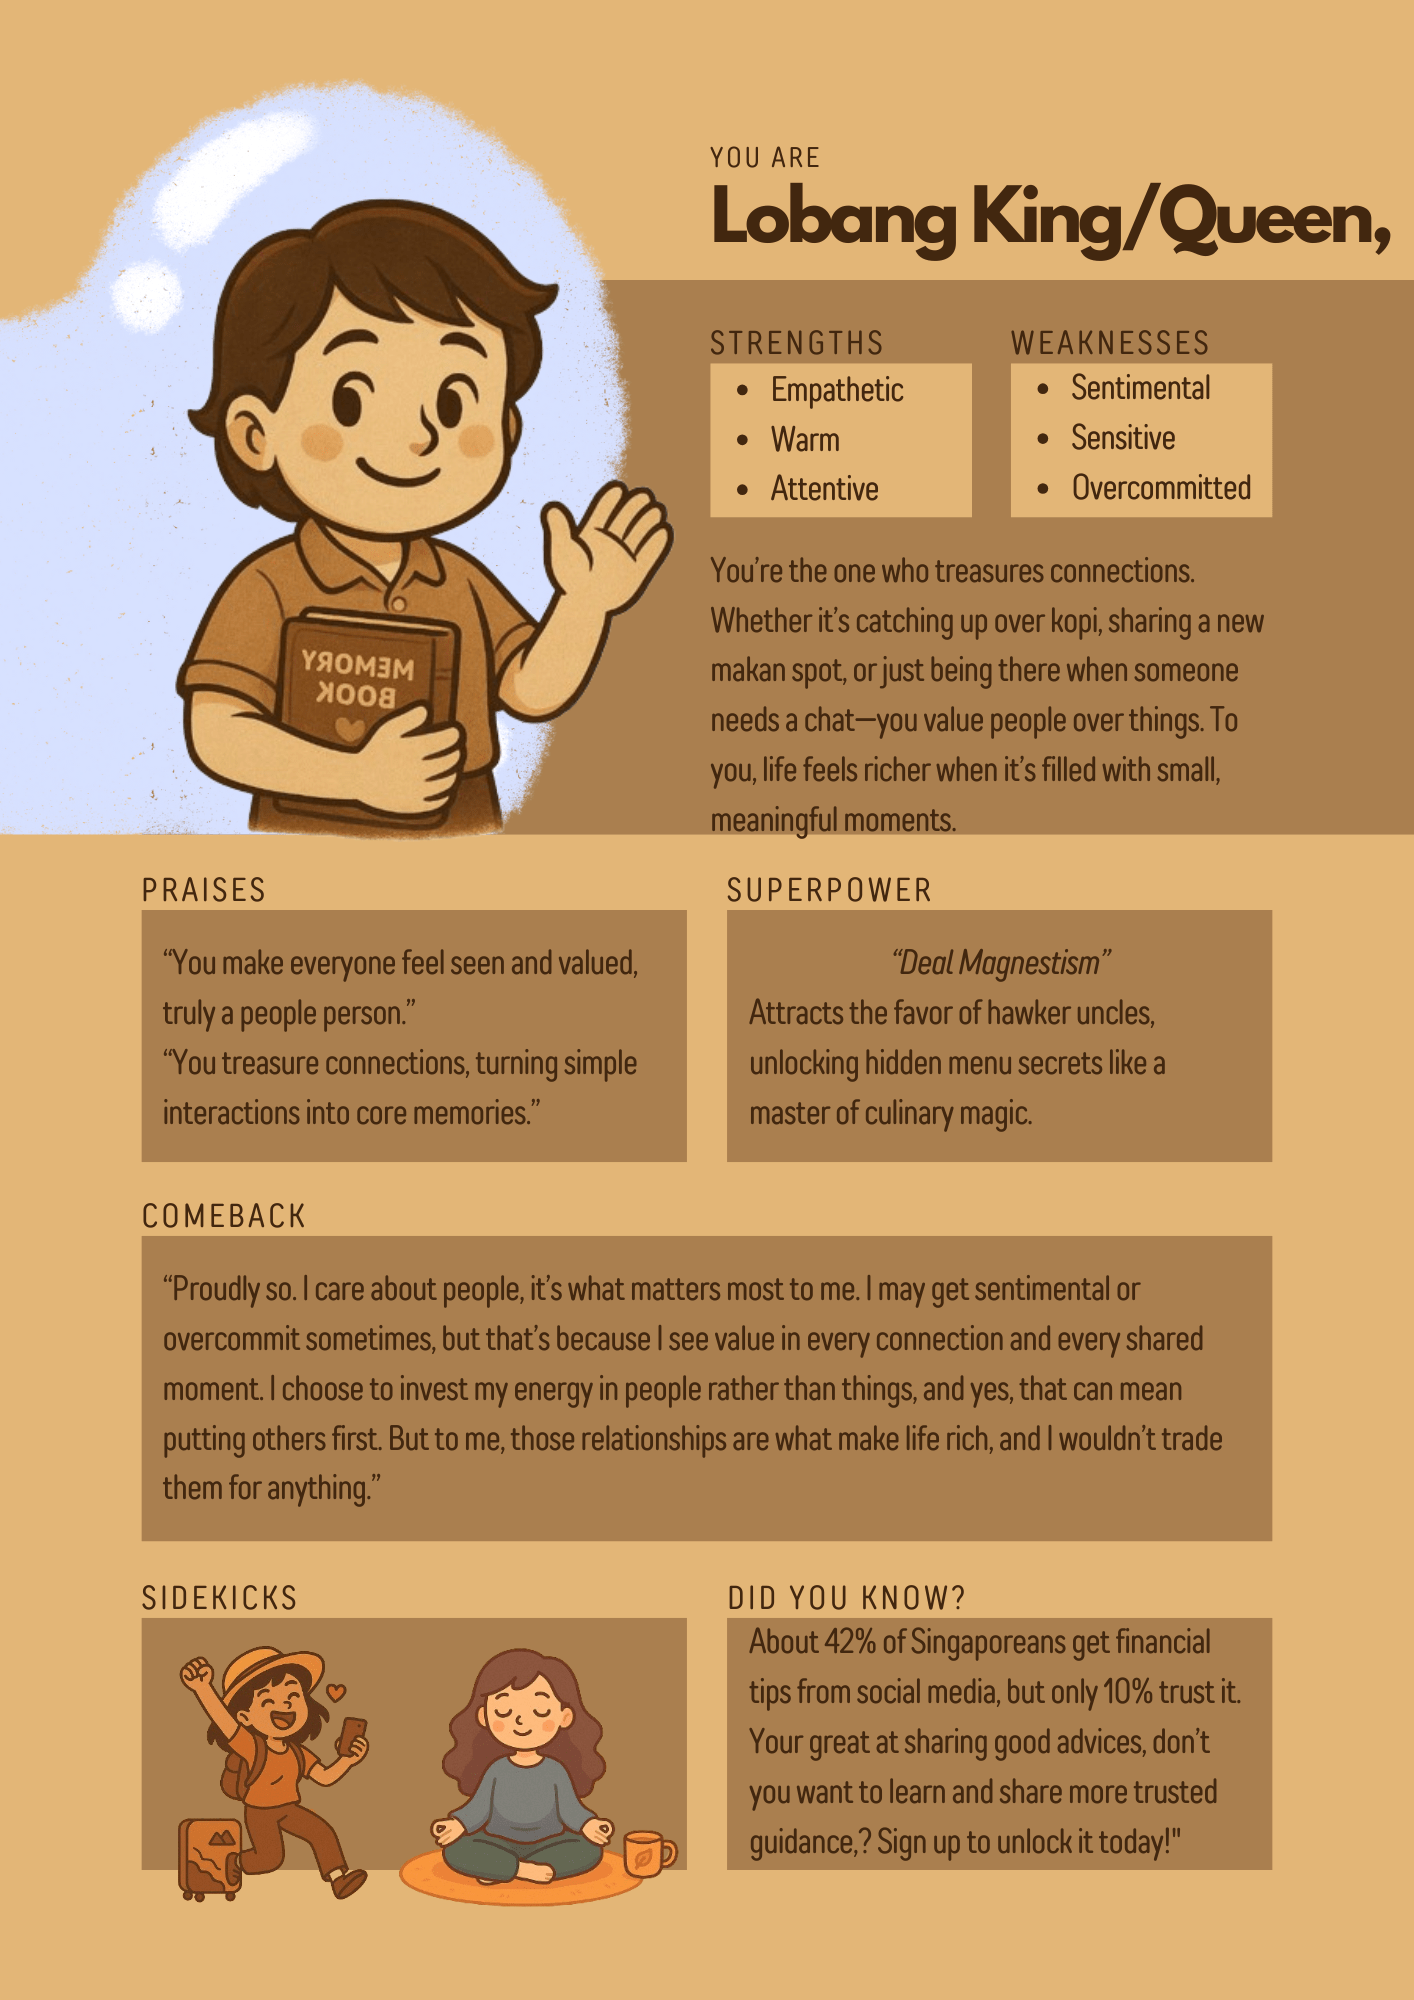 YOU ARE
Lobang King/Queen,
STRENGTHS
• Empathetic
• Warm
• Attentive
WEAKNESSES
• Sentimental
• Sensitive
• Overcommitted
You’re the one who treasures connections.
Whether it’s catching up over kopi, sharing a new
makan spot, or just being there when someone
needs a chat—you value people over things. To
you, life feels richer when it’s filled with small,
meaningful moments.
MEMORY
BOOK
PRAISES
“You make everyone feel seen and valued,
truly a people person.”
“You treasure connections, turning simple
interactions into core memories.”
SUPERPOWER
“Deal Magnestism”
Attracts the favor of hawker uncles,
unlocking hidden menu secrets like a
master of culinary magic.
COMEBACK
“Proudly so. I care about people, it’s what matters most to me. I may get sentimental or
overcommit sometimes, but that’s because I see value in every connection and every shared
moment. I choose to invest my energy in people rather than things, and yes, that can mean
putting others first. But to me, those relationships are what make life rich, and I wouldn’t trade
them for anything.”
SIDEKICKS
DID YOU KNOW?
About 42% of Singaporeans get financial
tips from social media, but only 10% trust it.
Your great at sharing good advices, don’t
you want to learn and share more trusted
guidance,? Sign up to unlock it today!"